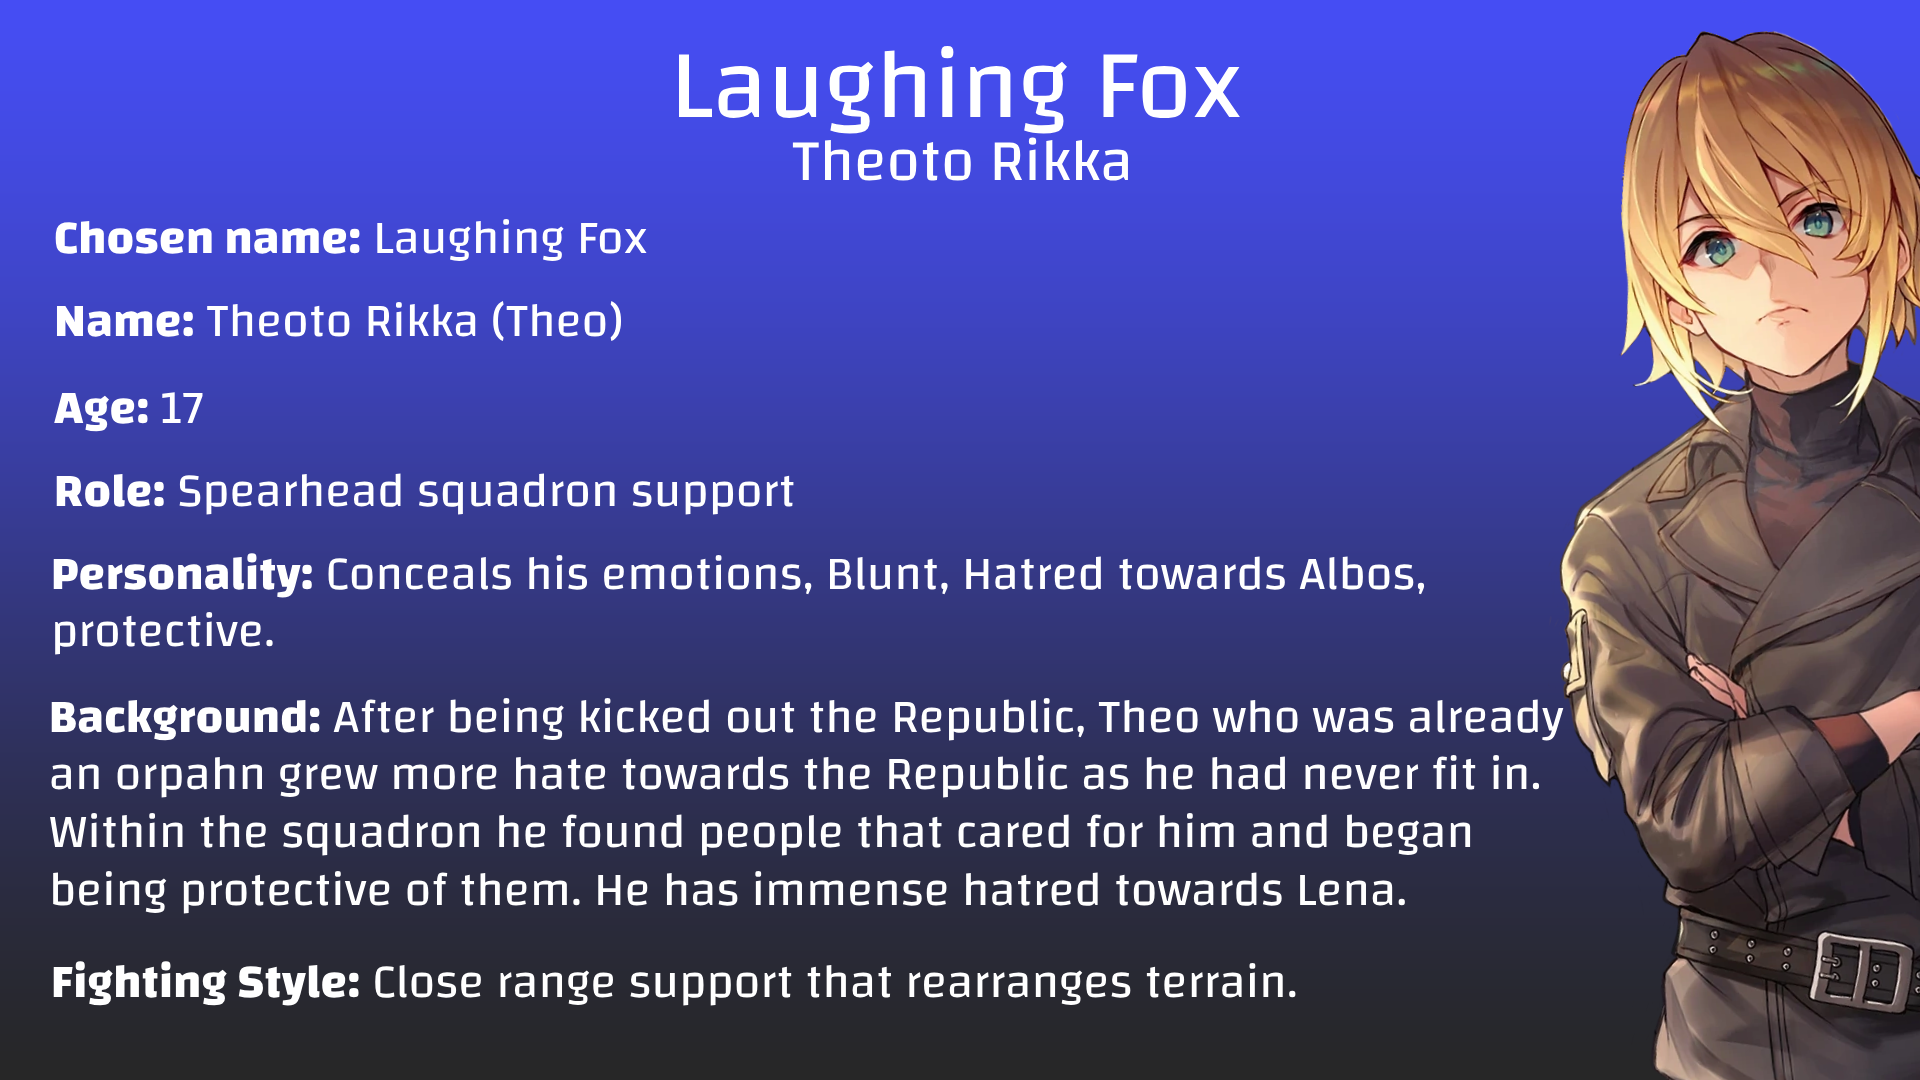 Laughing Fox
Theoto Rikka
Chosen name: Laughing Fox
Name: Theoto Rikka (Theo)
Age: 17
Role: Spearhead squadron support
Personality: Conceals his emotions, Blunt, Hatred towards Albos,
protective.
Background: After being kicked out the Republic, Theo who was already
an orpahn grew more hate towards the Republic as he had never fit in.
Within the squadron he found people that cared for him and began
being protective of them. He has immense hatred towards Lena.
Fighting Style: Close range support that rearranges terrain.